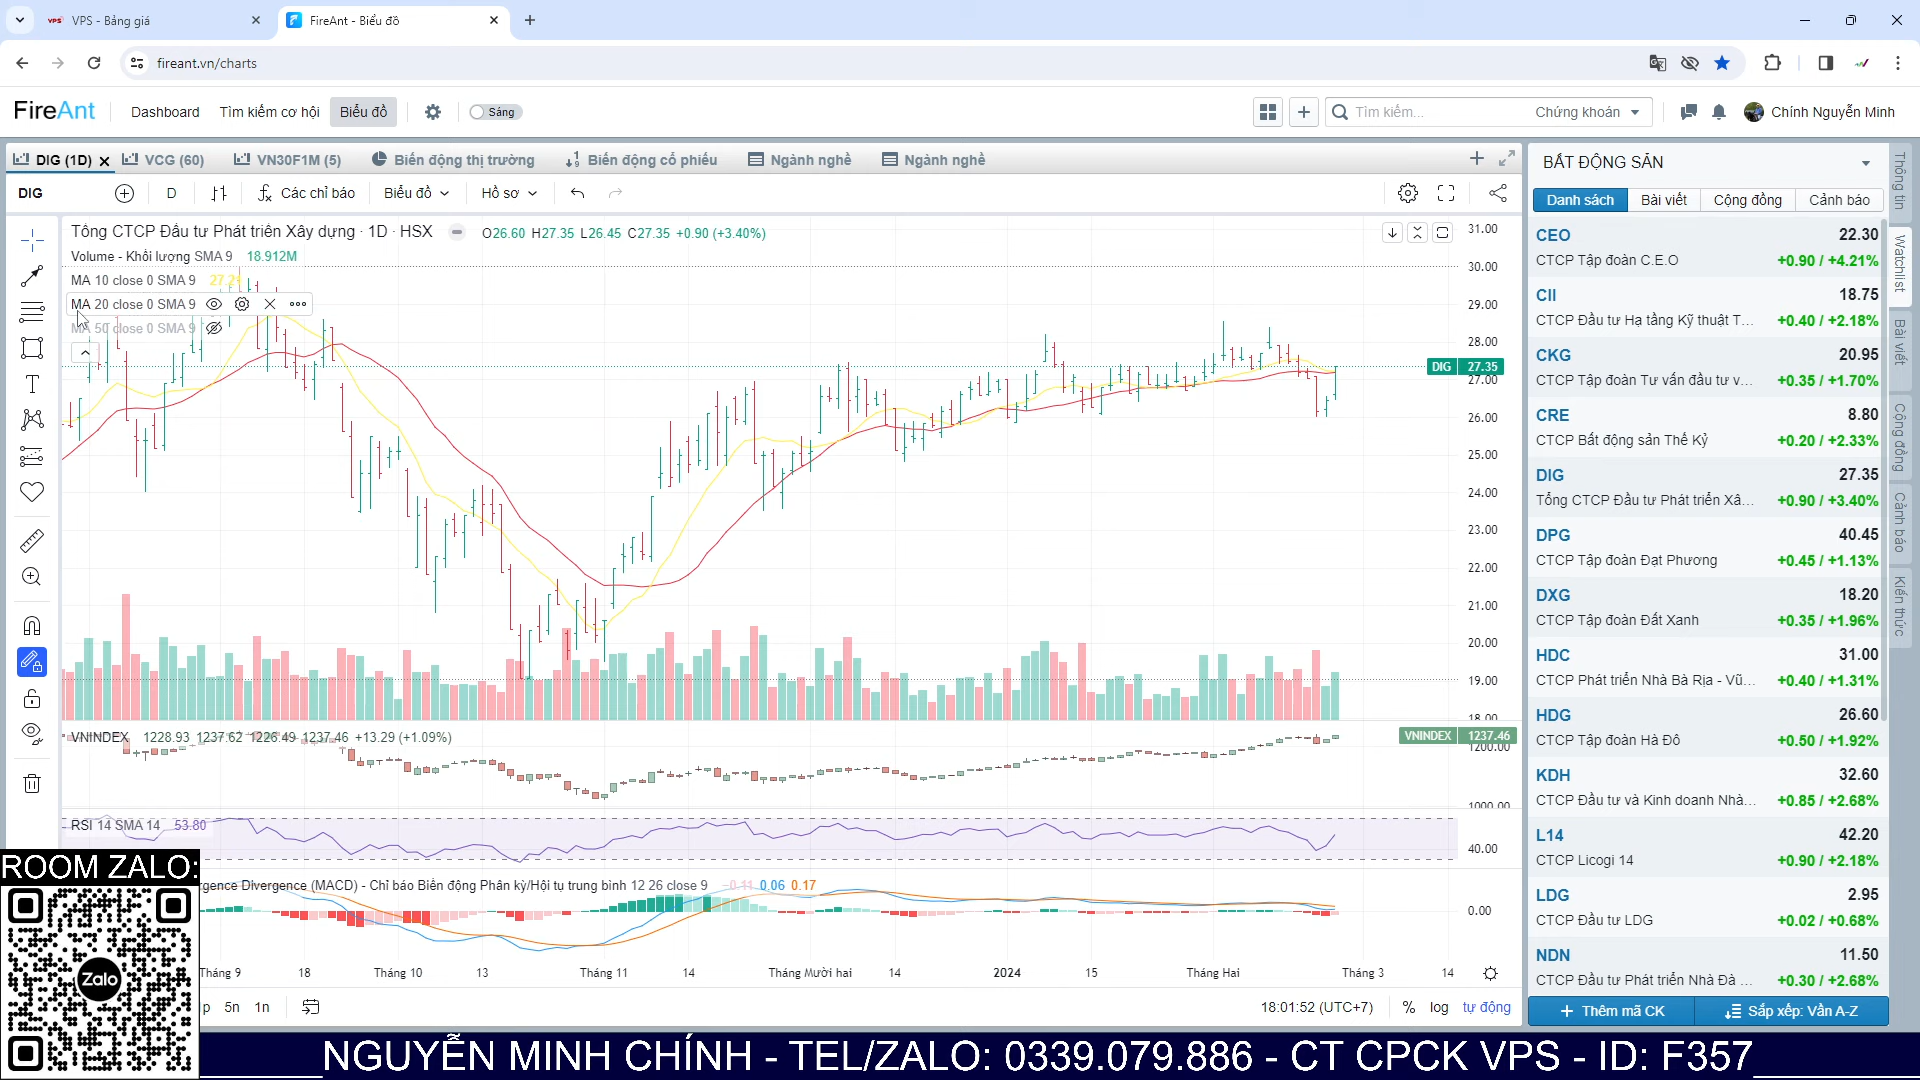 VPS - Bảng giá
FireAnt - Biểu đồ
fireant.vn/charts
FireAnt
Dashboard
Tìm kiếm cơ hội
Biểu đồ
Sáng
Tìm kiếm...
Chứng khoán
Chính Nguyễn Minh
DIG (1D)
VCG (60)
VN30F1M (5)
Biến động thị trường
Biến động cổ phiếu
Ngành nghề
Ngành nghề
DIG
D
Các chỉ báo
Biểu đồ
Hồ sơ
Tổng CTCP Đầu tư Phát triển Xây dựng · 1D · HSX
O26.60 H27.35 L26.45 C27.35 +0.90 (+3.40%)
Volume - Khối lượng SMA 9 18.912M
MA 10 close 0 SMA 9
MA 20 close 0 SMA 9
MA 50 close 0 SMA 9
31.00
30.00
29.00
28.00
DIG 27.35
27.00
26.00
25.00
24.00
23.00
22.00
21.00
20.00
19.00
18.00
VNINDEX 1228.93 1237.62 1226.49 1237.46 +13.29 (+1.09%)
VNINDEX 1237.46
1200.00
1000.00
RSI 14 SMA 14 53.80
40.00
rgence Divergence (MACD) - Chỉ báo Biến động Phân kỳ/Hội tụ trung bình 12 26 close 9 −0.11 0.06 0.17
0.00
Tháng 9
18
Tháng 10
13
Tháng 11
14
Tháng Mười hai
14
2024
15
Tháng Hai
Tháng 3
14
p
5n
1n
18:01:52 (UTC+7)
%
log
tự động
BẤT ĐỘNG SẢN
Danh sách
Bài viết
Cộng đồng
Cảnh báo
CEO 22.30
CTCP Tập đoàn C.E.O +0.90 / +4.21%
CII 18.75
CTCP Đầu tư Hạ tầng Kỹ thuật T... +0.40 / +2.18%
CKG 20.95
CTCP Tập đoàn Tư vấn đầu tư v... +0.35 / +1.70%
CRE 8.80
CTCP Bất động sản Thế Kỷ +0.20 / +2.33%
DIG 27.35
Tổng CTCP Đầu tư Phát triển Xâ... +0.90 / +3.40%
DPG 40.45
CTCP Tập đoàn Đạt Phương +0.45 / +1.13%
DXG 18.20
CTCP Tập đoàn Đất Xanh +0.35 / +1.96%
HDC 31.00
CTCP Phát triển Nhà Bà Rịa - Vũ... +0.40 / +1.31%
HDG 26.60
CTCP Tập đoàn Hà Đô +0.50 / +1.92%
KDH 32.60
CTCP Đầu tư và Kinh doanh Nhà... +0.85 / +2.68%
L14 42.20
CTCP Licogi 14 +0.90 / +2.18%
LDG 2.95
CTCP Đầu tư LDG +0.02 / +0.68%
NDN 11.50
CTCP Đầu tư Phát triển Nhà Đà ... +0.30 / +2.68%
Thêm mã CK
Sắp xếp: Vần A-Z
Thông tin
Watchlist
Bài viết
Cộng đồng
Cảnh báo
Kiến thức
ROOM ZALO:
Zalo
NGUYỄN MINH CHÍNH - TEL/ZALO: 0339.079.886 - CT CPCK VPS - ID: F357